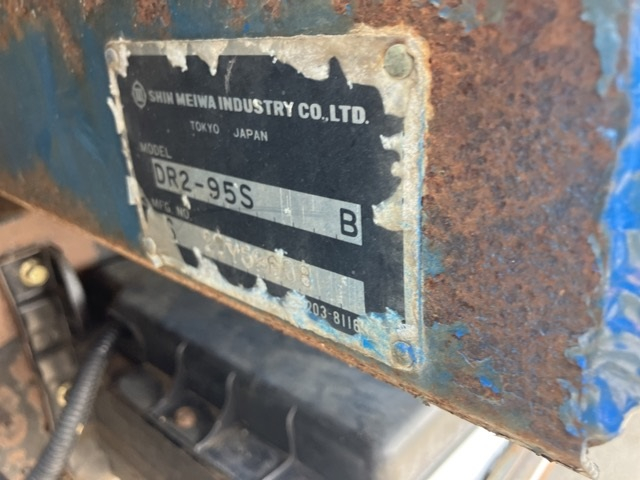 SHIN MEIWA INDUSTRY CO.,LTD.
TOKYO JAPAN
MODEL
DR2-95S B
MFG. NO.
203-8116